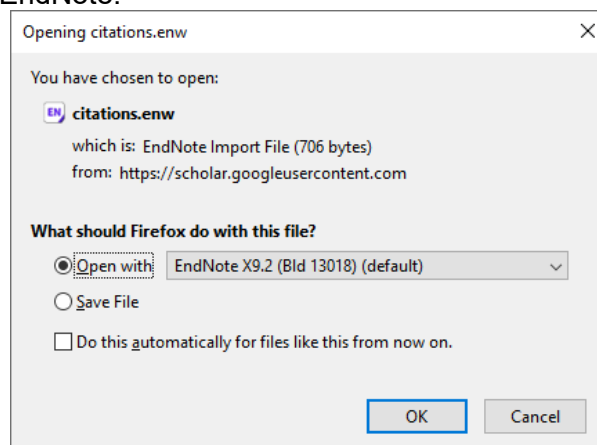 EndNote.
Opening citations.enw
You have chosen to open:
EN citations.enw
which is: EndNote Import File (706 bytes)
from: https://scholar.googleusercontent.com
What should Firefox do with this file?
Open with EndNote X9.2 (Bld 13018) (default)
Save File
Do this automatically for files like this from now on.
OK Cancel